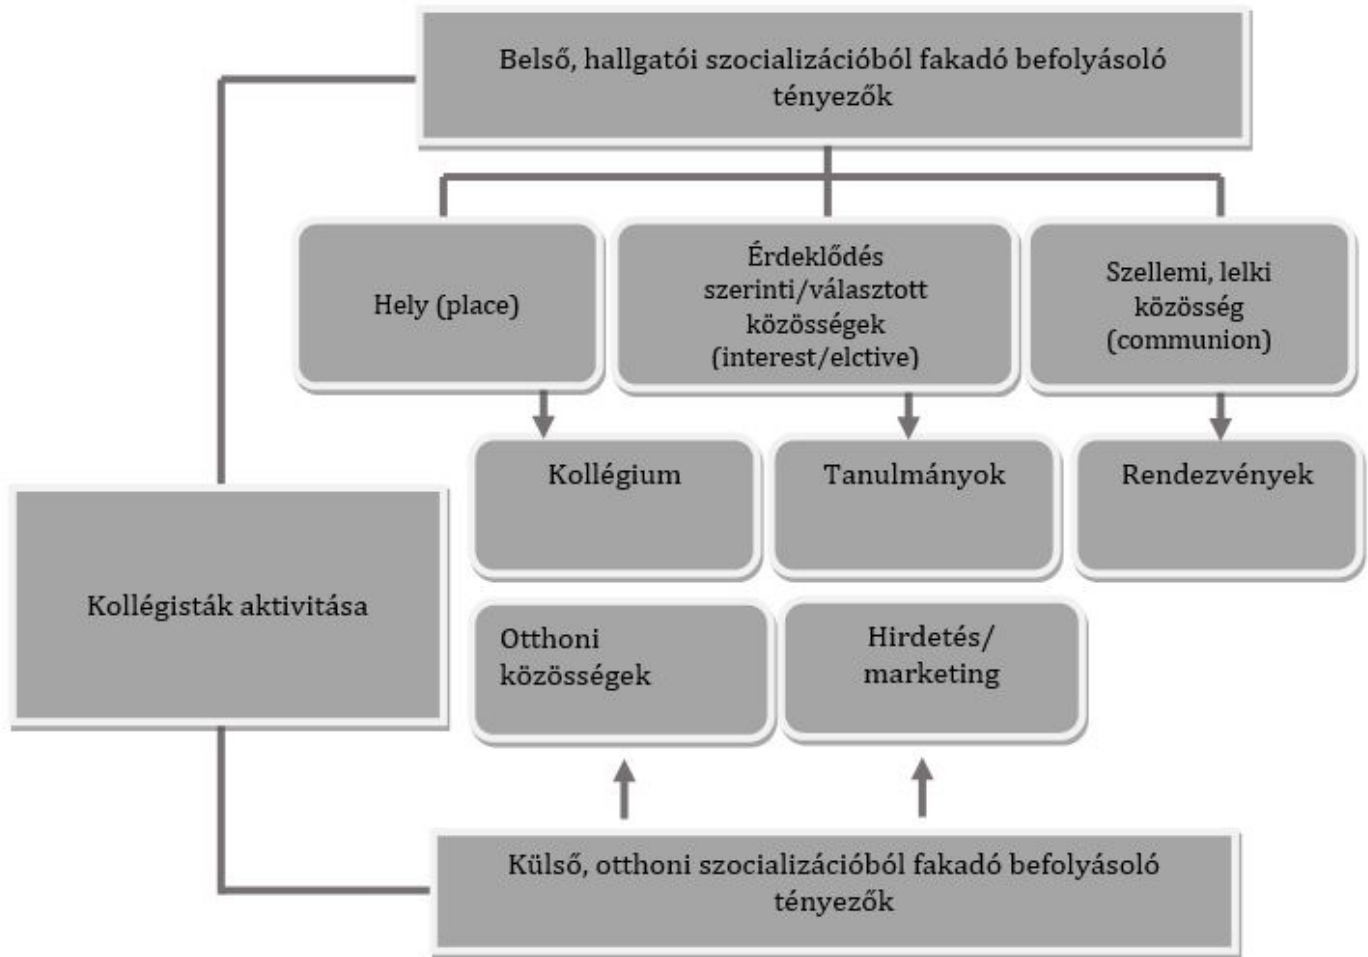 Belső, hallgatói szocializációból fakadó befolyásoló
tényezők
Hely (place)
Érdeklődés
szerinti/választott
közösségek
(interest/elctive)
Szellemi, lelki
közösség
(communion)
Kollégium
Tanulmányok
Rendezvények
Kollégisták aktivitása
Otthoni
közösségek
Hirdetés/
marketing
Külső, otthoni szocializációból fakadó befolyásoló
tényezők